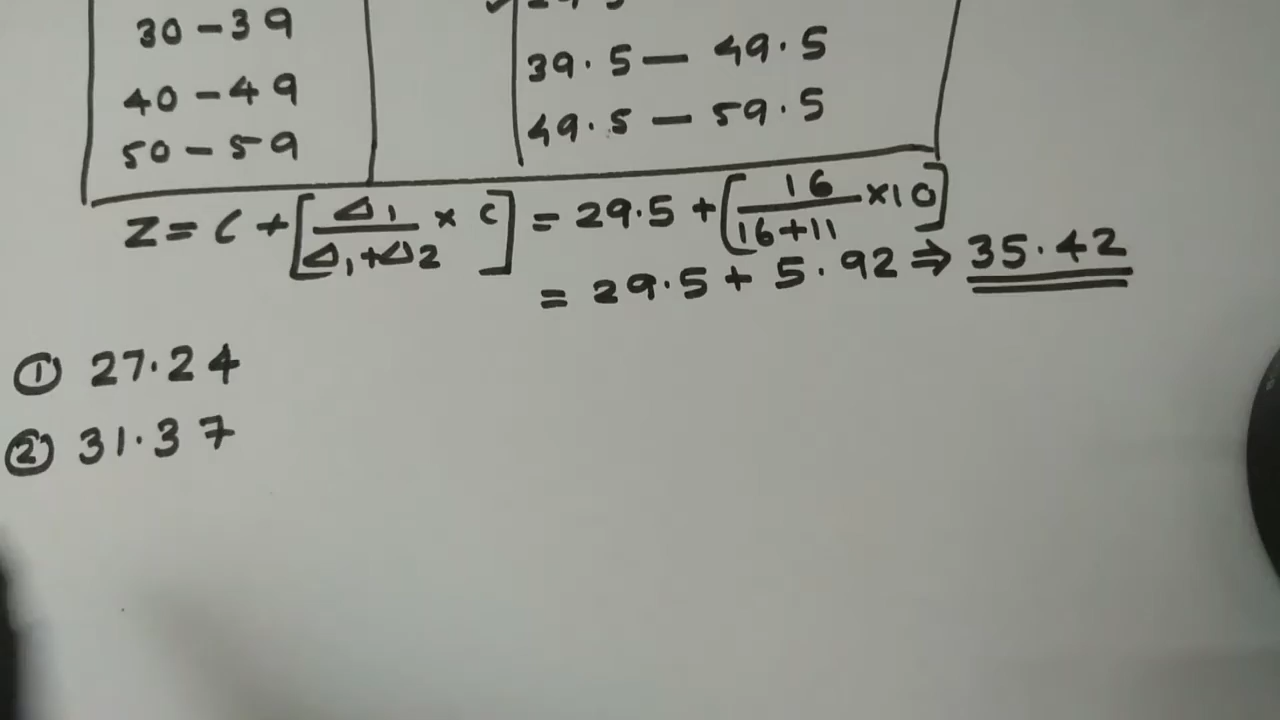 30-39
39.5 — 49.5
40-49
49.5 — 59.5
50-59
Z = l + [Δ1 / Δ1+Δ2 × c] = 29.5 + [16 / 16+11 ×10]
= 29.5 + 5.92 ⇒ 35.42
① 27.24
② 31.37